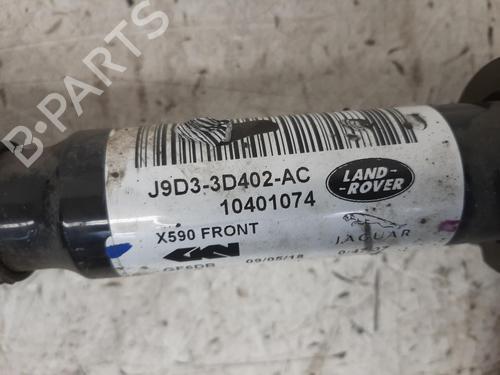 B-PARTS
J9D3-3D402-AC
10401074
LAND-
-ROVER
X590 FRONT
GKN
JAGUAR
09/05/18